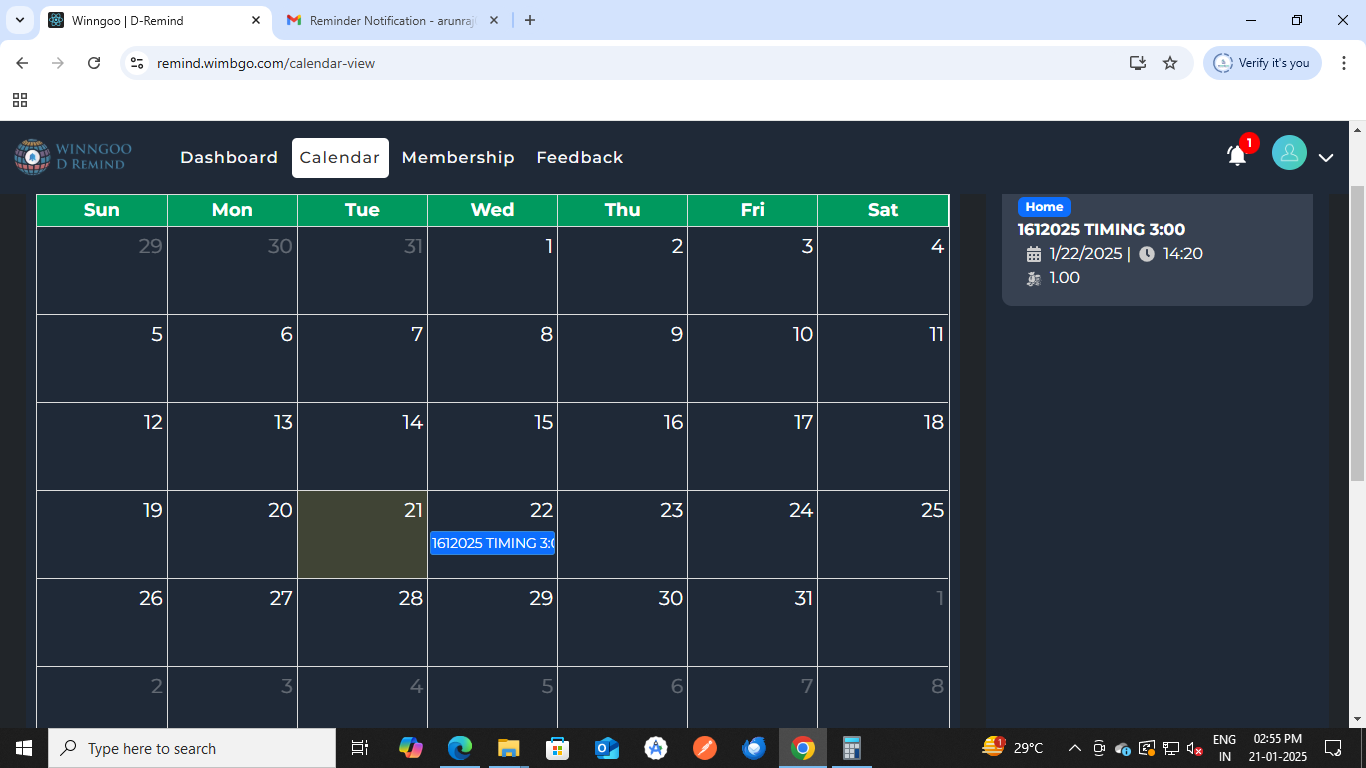 Winngoo | D-Remind
Reminder Notification - arunraj
remind.wimbgo.com/calendar-view
Verify it's you
WINNGOO
D REMIND
Dashboard
Calendar
Membership
Feedback
1
Sun Mon Tue Wed Thu Fri Sat
29 30 31 1 2 3 4
5 6 7 8 9 10 11
12 13 14 15 16 17 18
19 20 21 22 23 24 25
1612025 TIMING 3:0
26 27 28 29 30 31 1
2 3 4 5 6 7 8
Home
1612025 TIMING 3:00
1/22/2025 | 14:20
1.00
Type here to search
1
29°C
ENG
IN
02:55 PM
21-01-2025